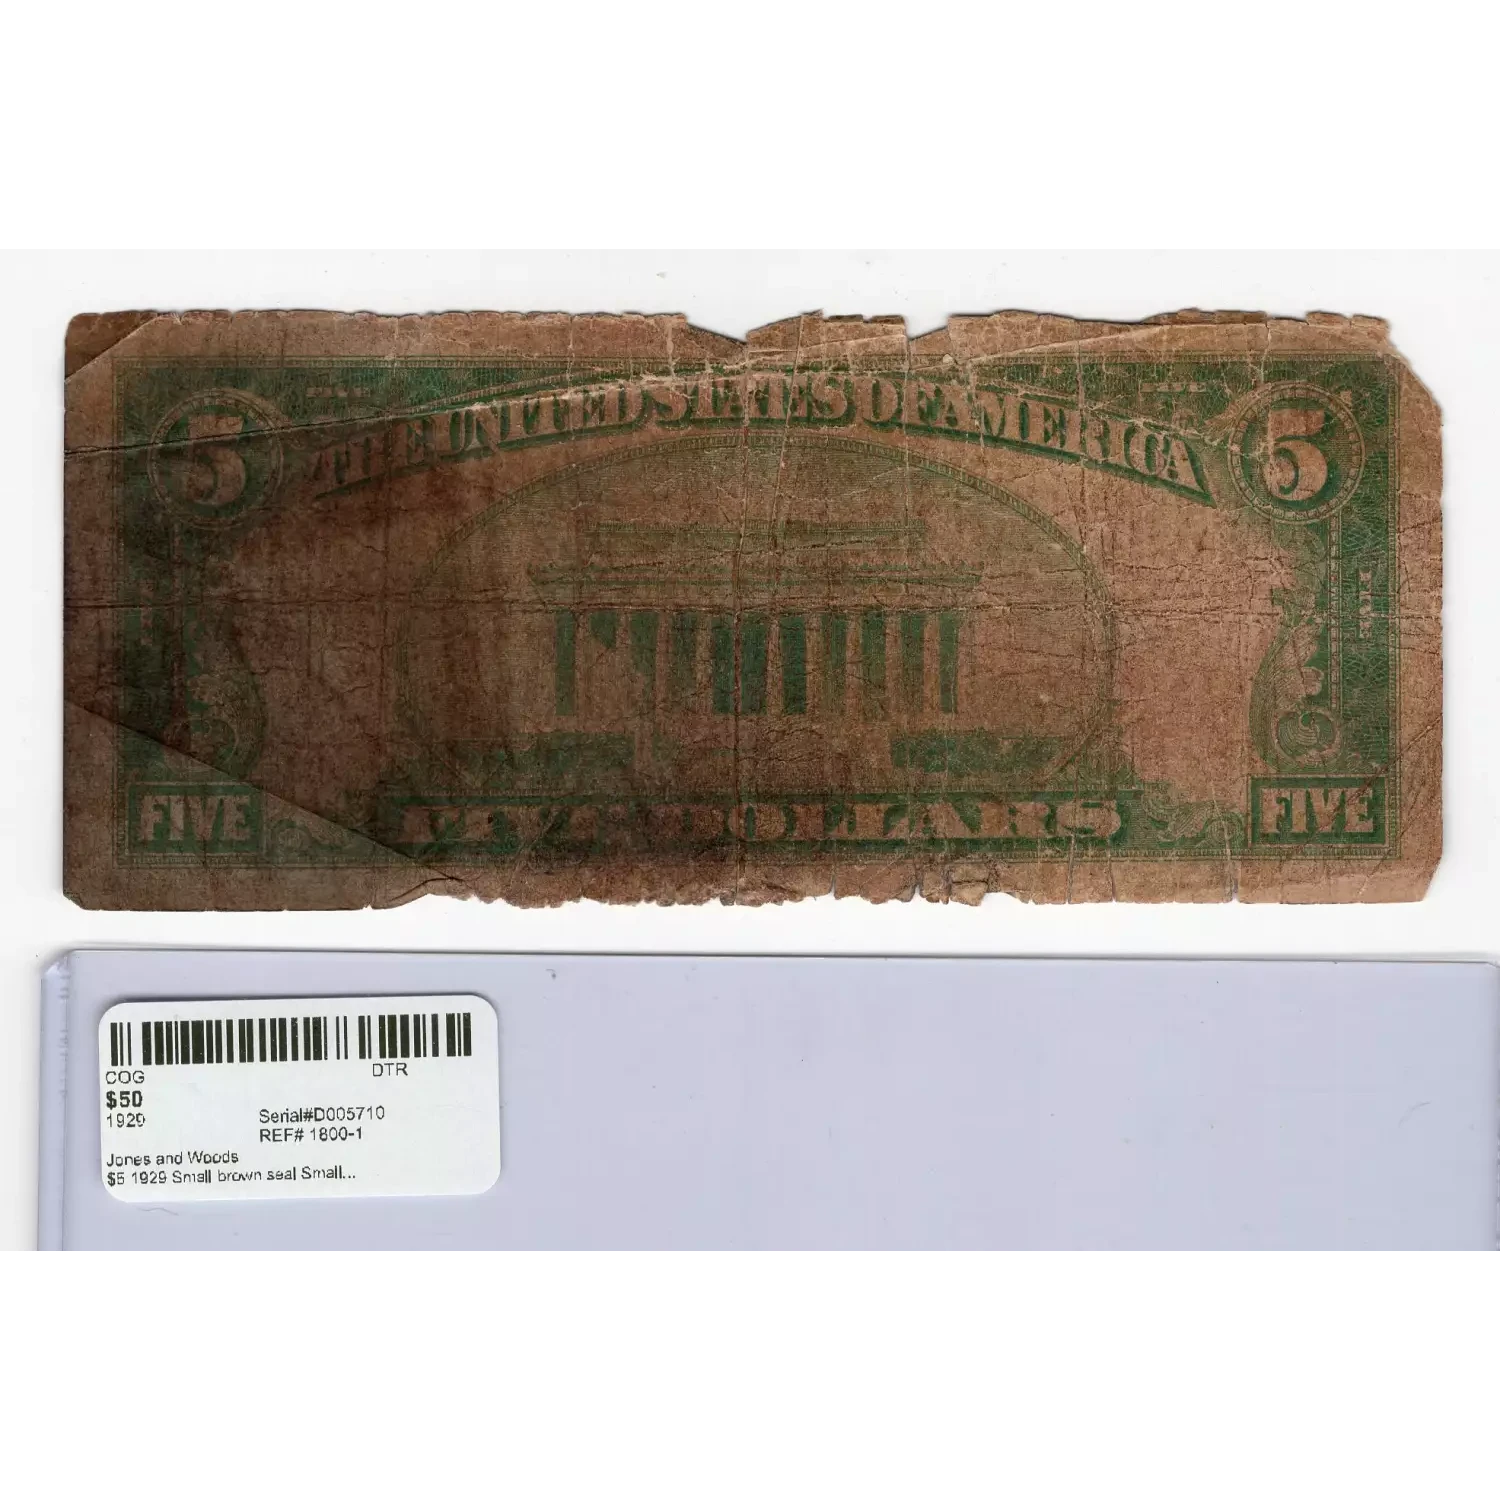 5 THE UNITED STATES OF AMERICA 5
FIVE
FIVE FIVE DOLLARS FIVE
COG DTR
$50
1929 Serial#D005710
REF# 1800-1
Jones and Woods
$5 1929 Small brown seal Small...